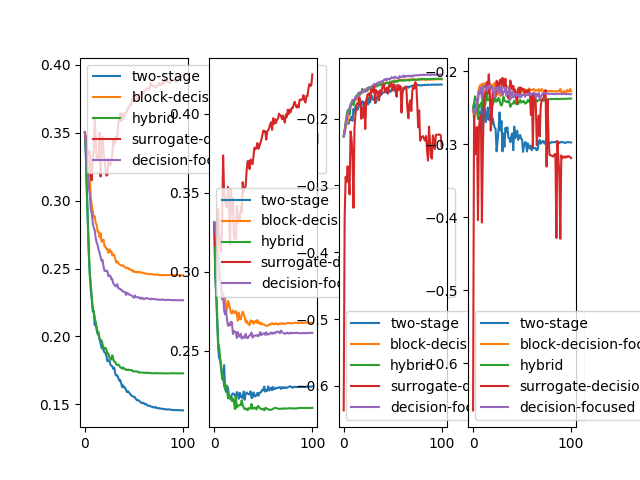 0.40
0.35
0.30
0.25
0.20
0.15
0
100
two-stage
block-decis
hybrid
surrogate-d
decision-foc
0.40
0.35
0.30
0.25
0
100
two-stage
block-decis
hybrid
surrogate-d
decision-foc
−0.2
−0.3
−0.4
−0.5
−0.6
0
100
two-stage
block-decis
hybrid
surrogate-d
decision-foc
−0.2
−0.3
−0.4
−0.5
−0.6
0
100
two-stage
block-decision-foc
hybrid
surrogate-decisio
decision-focused